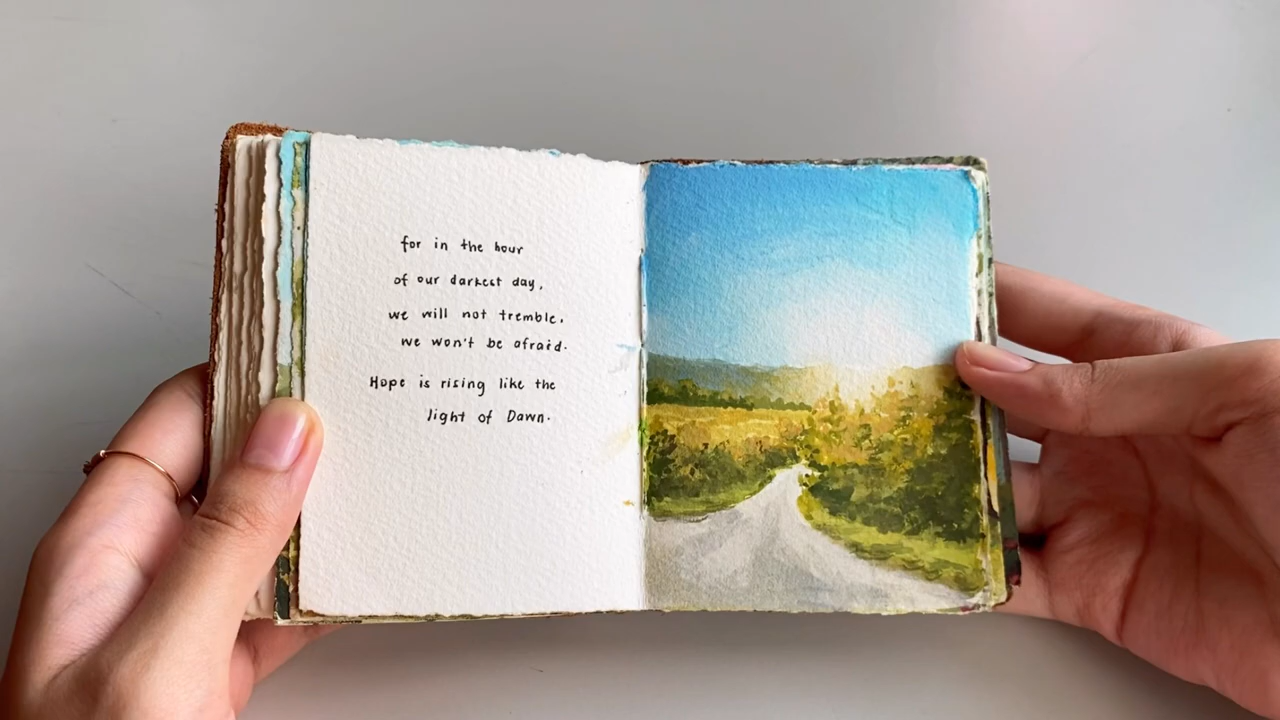 for in the hour
of our darkest day,
we will not tremble,
we won't be afraid.
Hope is rising like the
light of Dawn.